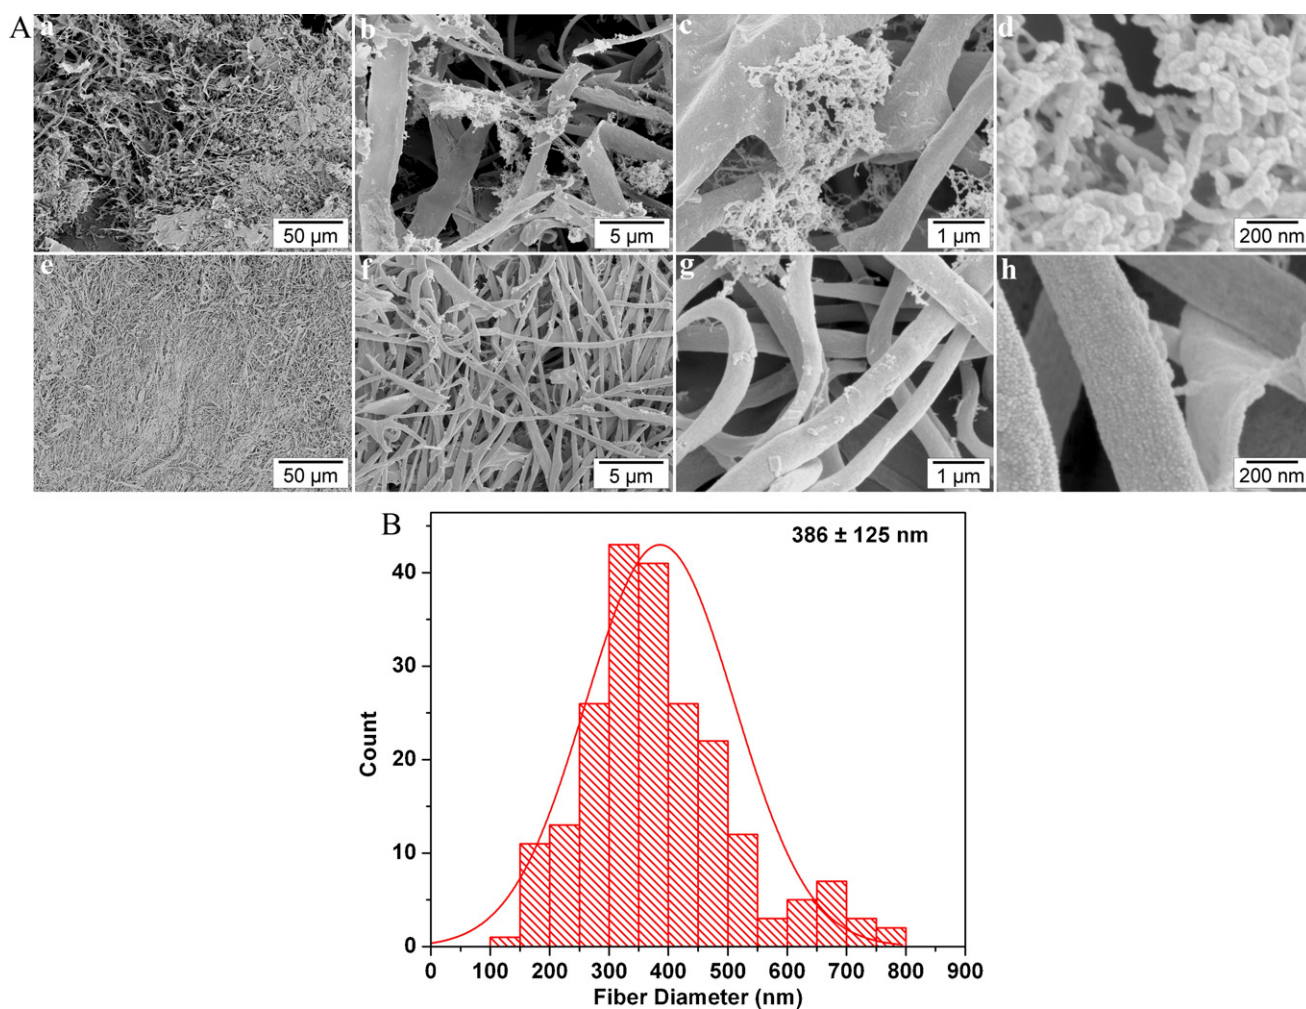 A
a
b
c
d
50 µm
5 µm
1 µm
200 nm
e
f
g
h
50 µm
5 µm
1 µm
200 nm
B
386 ± 125 nm
40
30
20
10
0
Count
0 100 200 300 400 500 600 700 800 900
Fiber Diameter (nm)